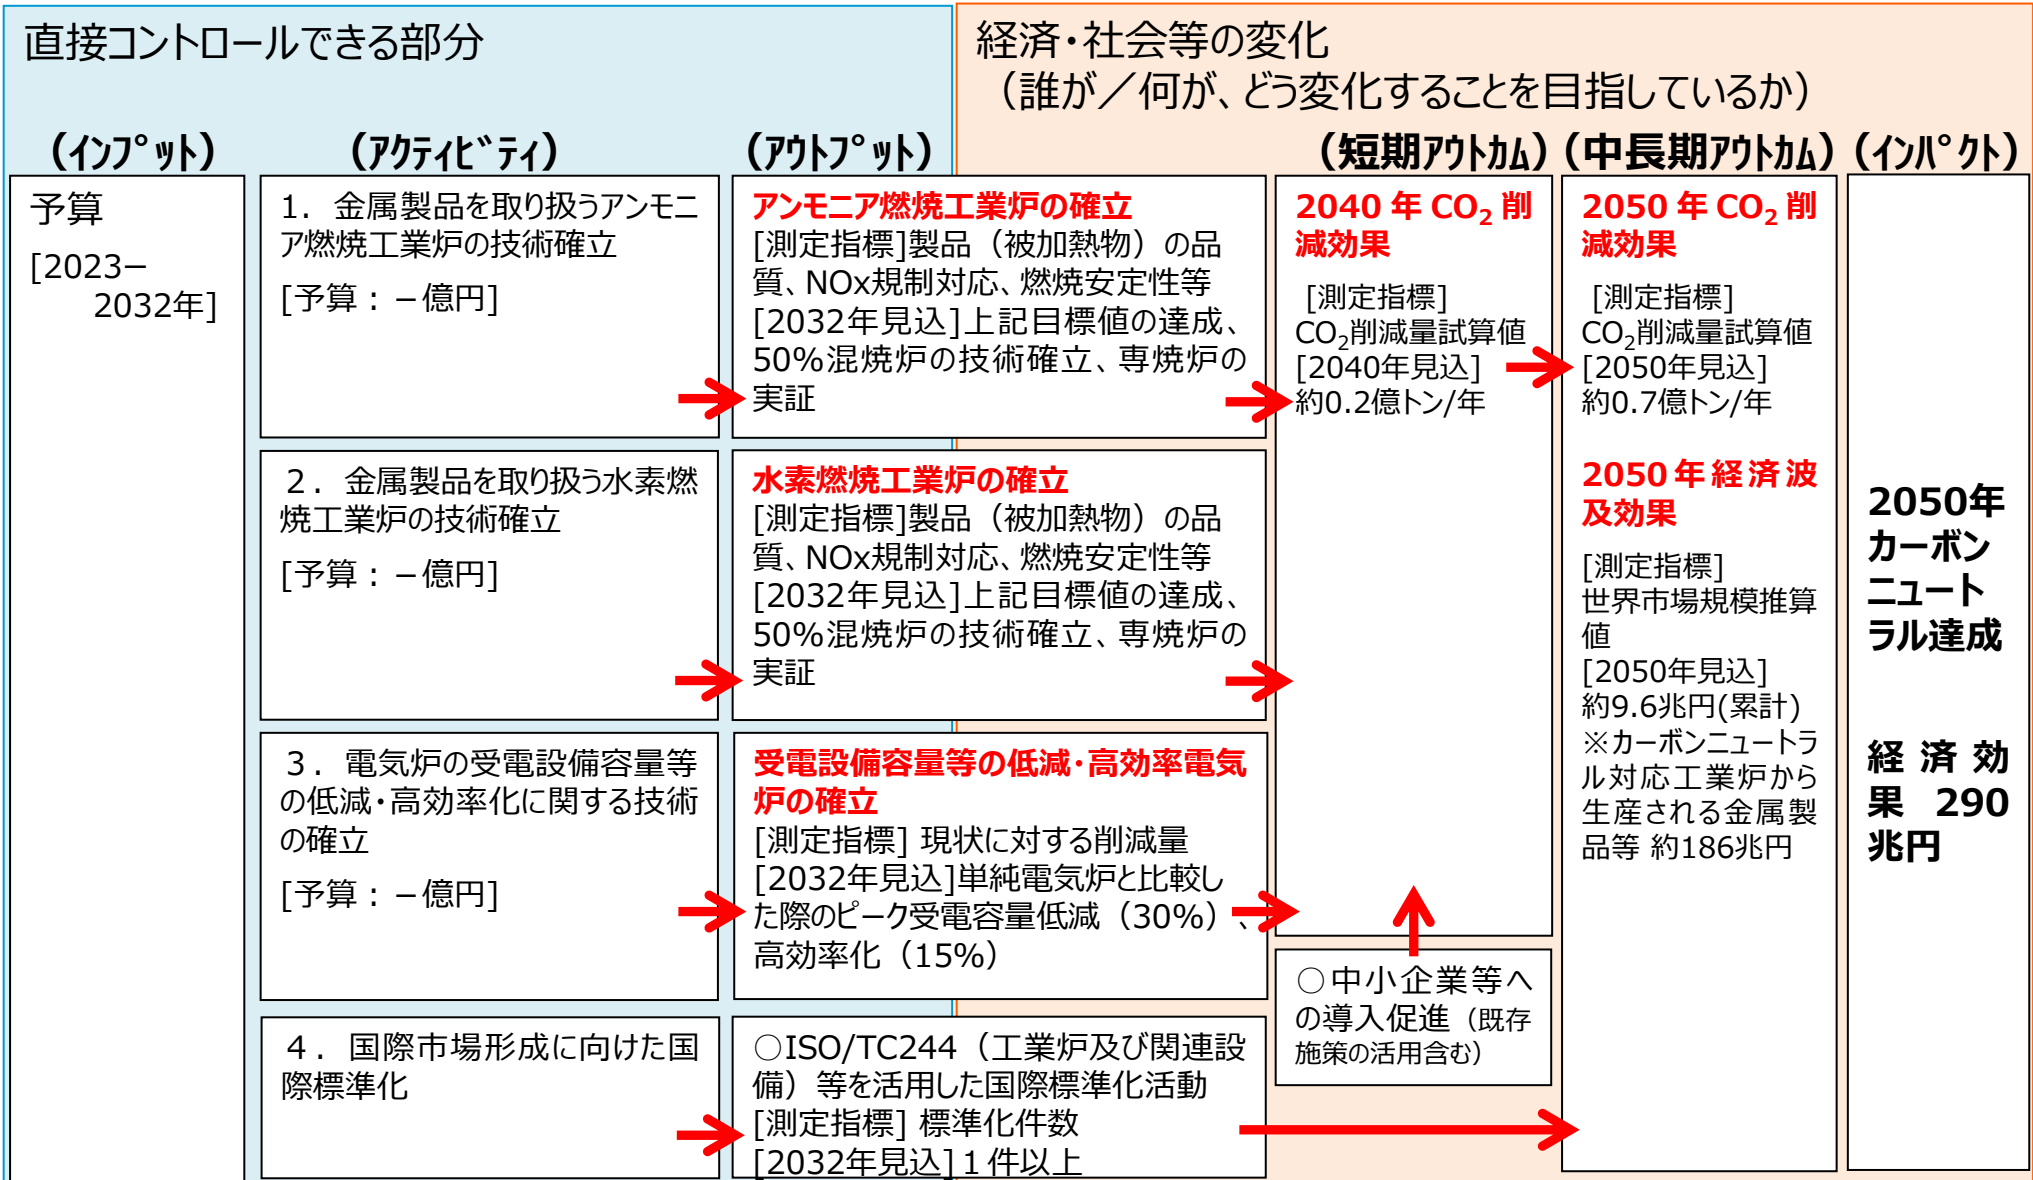 直接コントロールできる部分
経済・社会等の変化
（誰が／何が、どう変化することを目指しているか）
（インプット）
（アクティビティ）
（アウトプット）
（短期アウトカム）
（中長期アウトカム）
（インパクト）
予算
[2023－
2032年]
1．金属製品を取り扱うアンモニ
ア燃焼工業炉の技術確立
[予算：－億円]
２．金属製品を取り扱う水素燃
焼工業炉の技術確立
[予算：－億円]
３．電気炉の受電設備容量等
の低減・高効率化に関する技術
の確立
[予算：－億円]
４．国際市場形成に向けた国
際標準化
アンモニア燃焼工業炉の確立
[測定指標]製品（被加熱物）の品
質、NOx規制対応、燃焼安定性等
[2032年見込]上記目標値の達成、
50%混焼炉の技術確立、専焼炉の
実証
水素燃焼工業炉の確立
[測定指標]製品（被加熱物）の品
質、NOx規制対応、燃焼安定性等
[2032年見込]上記目標値の達成、
50%混焼炉の技術確立、専焼炉の
実証
受電設備容量等の低減・高効率電気
炉の確立
[測定指標] 現状に対する削減量
[2032年見込]単純電気炉と比較し
た際のピーク受電容量低減（30%）、
高効率化（15%）
○ISO/TC244（工業炉及び関連設
備）等を活用した国際標準化活動
[測定指標] 標準化件数
[2032年見込]１件以上
2040 年 CO₂ 削
減効果
[測定指標]
CO₂削減量試算値
[2040年見込]
約0.2億トン/年
○中小企業等へ
の導入促進（既存
施策の活用含む）
2050 年 CO₂ 削
減効果
[測定指標]
CO₂削減量試算値
[2050年見込]
約0.7億トン/年
2050 年 経 済 波
及効果
[測定指標]
世界市場規模推算
値
[2050年見込]
約9.6兆円(累計)
※カーボンニュートラ
ル対応工業炉から
生産される金属製
品等 約186兆円
2050年
カーボン
ニュート
ラル達成
経 済 効
果 290
兆円